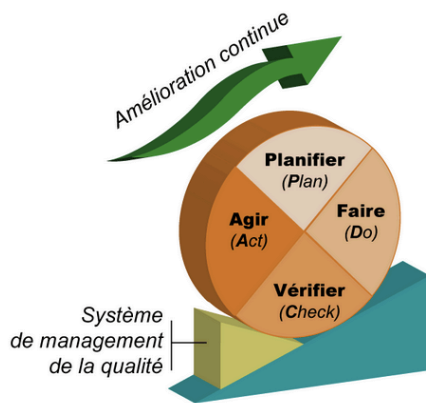 Amélioration continue
Planifier
(Plan)
Agir
(Act)
Faire
(Do)
Vérifier
(Check)
Système
de management
de la qualité